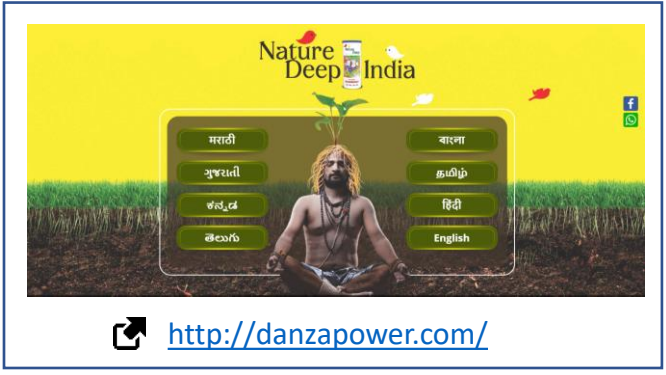 Nature
Deep India
मराठी
ગુજરાતી
ಕನ್ನಡ
తెలుగు
বাংলা
தமிழ்
हिंदी
English
http://danzapower.com/